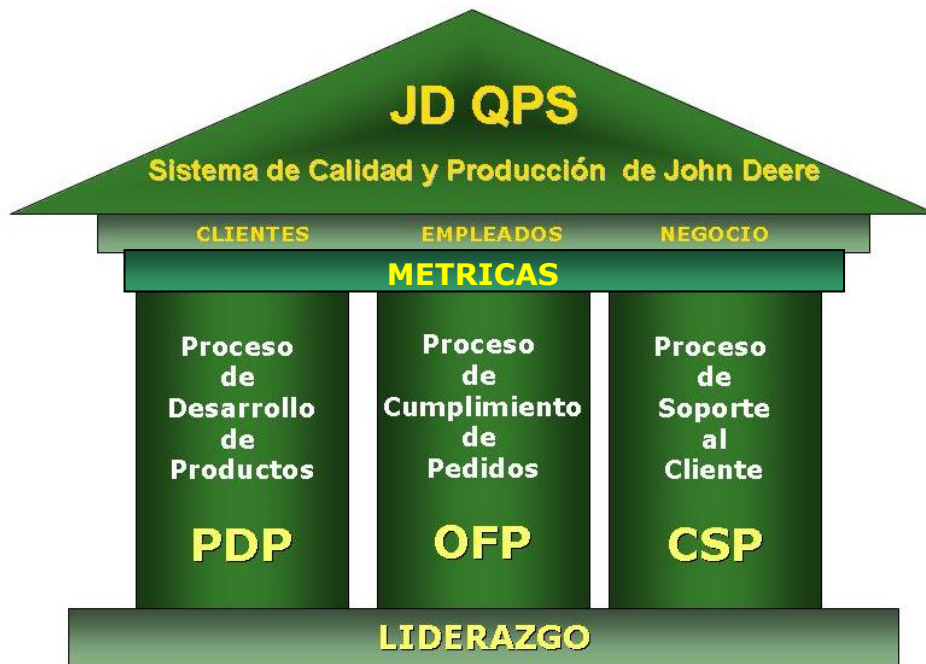 JD QPS
Sistema de Calidad y Producción de John Deere
CLIENTES EMPLEADOS NEGOCIO
METRICAS
Proceso
de
Desarrollo
de
Productos
PDP
Proceso
de
Cumplimiento
de
Pedidos
OFP
Proceso
de
Soporte
al
Cliente
CSP
LIDERAZGO